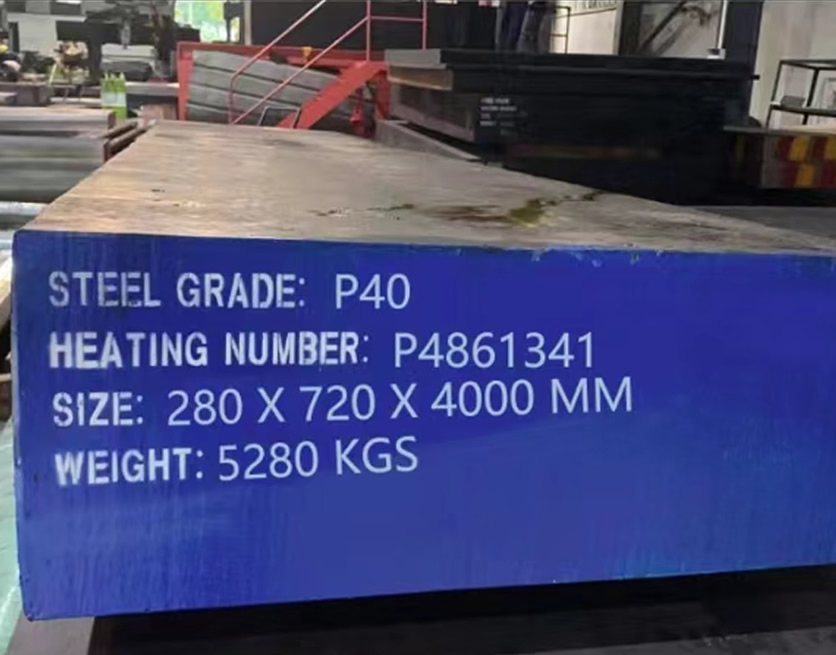 STEEL GRADE: P40
HEATING NUMBER: P4861341
SIZE: 280 X 720 X 4000 MM
WEIGHT: 5280 KGS